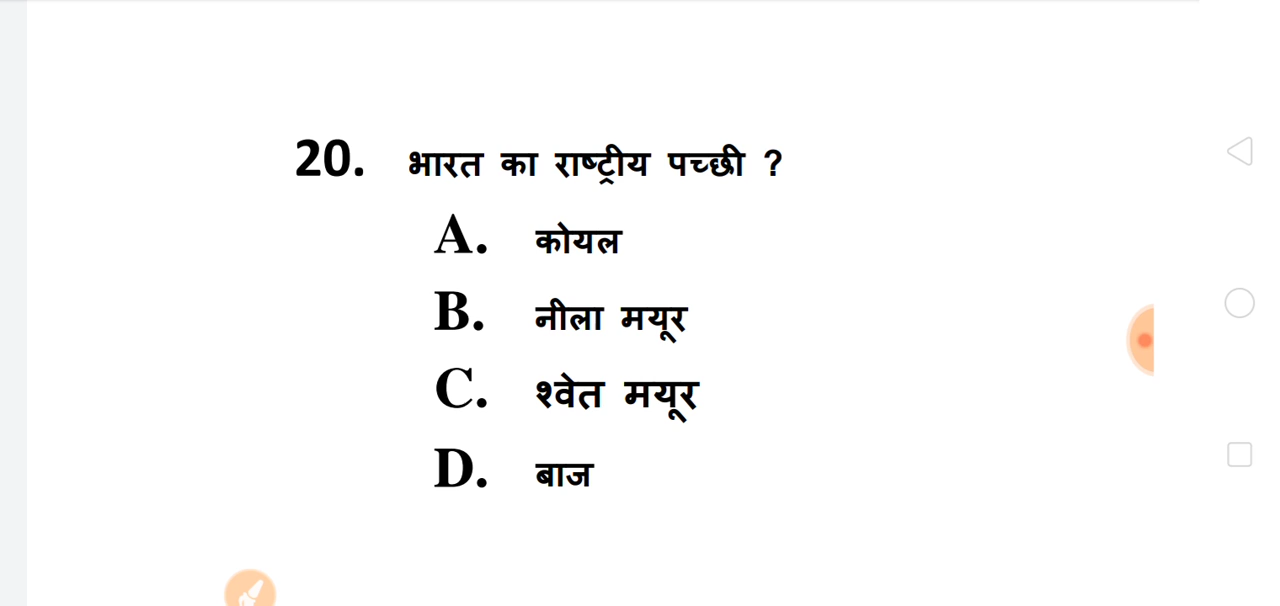 20. भारत का राष्ट्रीय पच्छी ?
A. कोयल
B. नीला मयूर
C. श्वेत मयूर
D. बाज